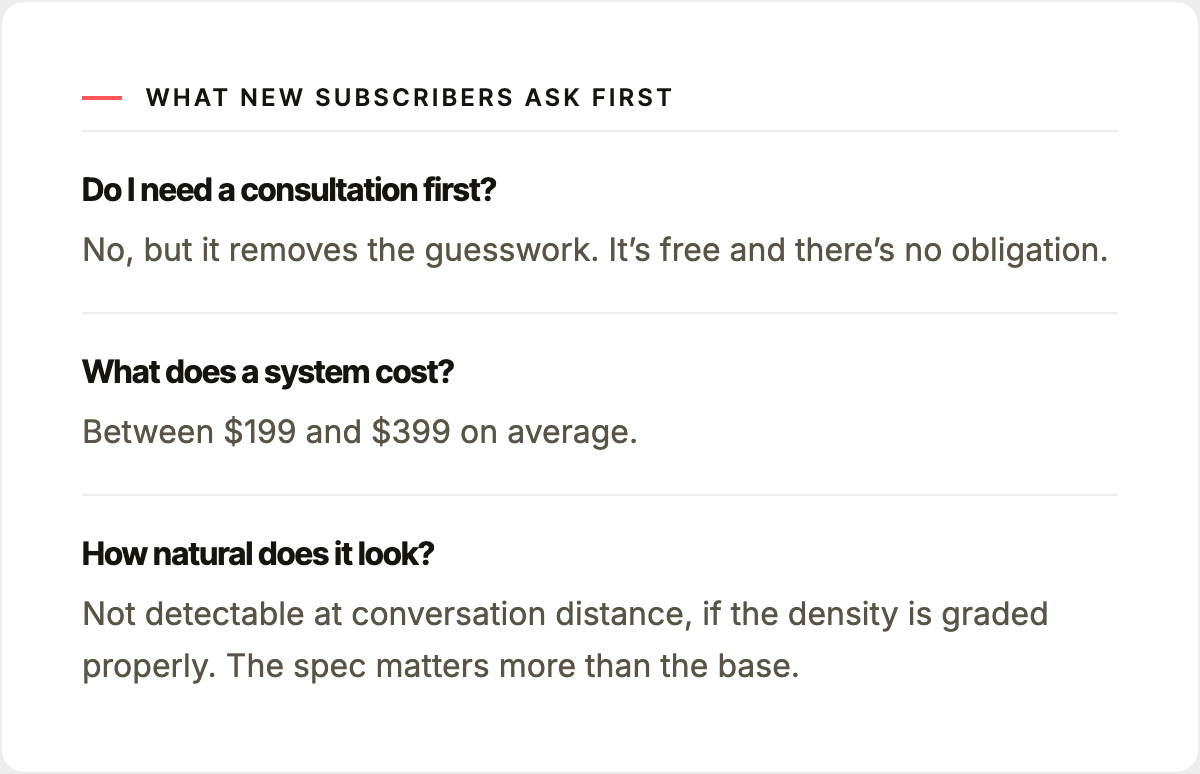 WHAT NEW SUBSCRIBERS ASK FIRST
Do I need a consultation first?
No, but it removes the guesswork. It’s free and there’s no obligation.
What does a system cost?
Between $199 and $399 on average.
How natural does it look?
Not detectable at conversation distance, if the density is graded
properly. The spec matters more than the base.